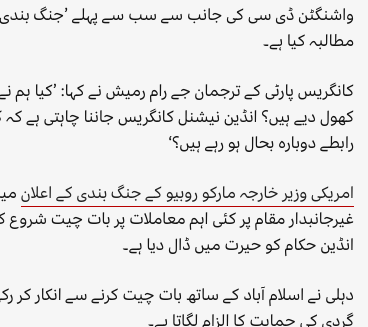 واشنگٹن ڈی سی کی جانب سے سب سے پہلے ’جنگ بندی
مطالبہ کیا ہے۔
کانگریس پارٹی کے ترجمان جے رام رمیش نے کہا: ’کیا ہم نے
کھول دیے ہیں؟ انڈین نیشنل کانگریس جاننا چاہتی ہے کہ
رابطے دوبارہ بحال ہو رہے ہیں؟‘
امریکی وزیر خارجہ مارکو روبیو کے جنگ بندی کے اعلان
غیرجانبدار مقام پر کئی اہم معاملات پر بات چیت شروع
انڈین حکام کو حیرت میں ڈال دیا ہے۔
دہلی نے اسلام آباد کے ساتھ بات چیت کرنے سے انکار کر
گردی کی حمایت کا الزام لگاتا ہے۔